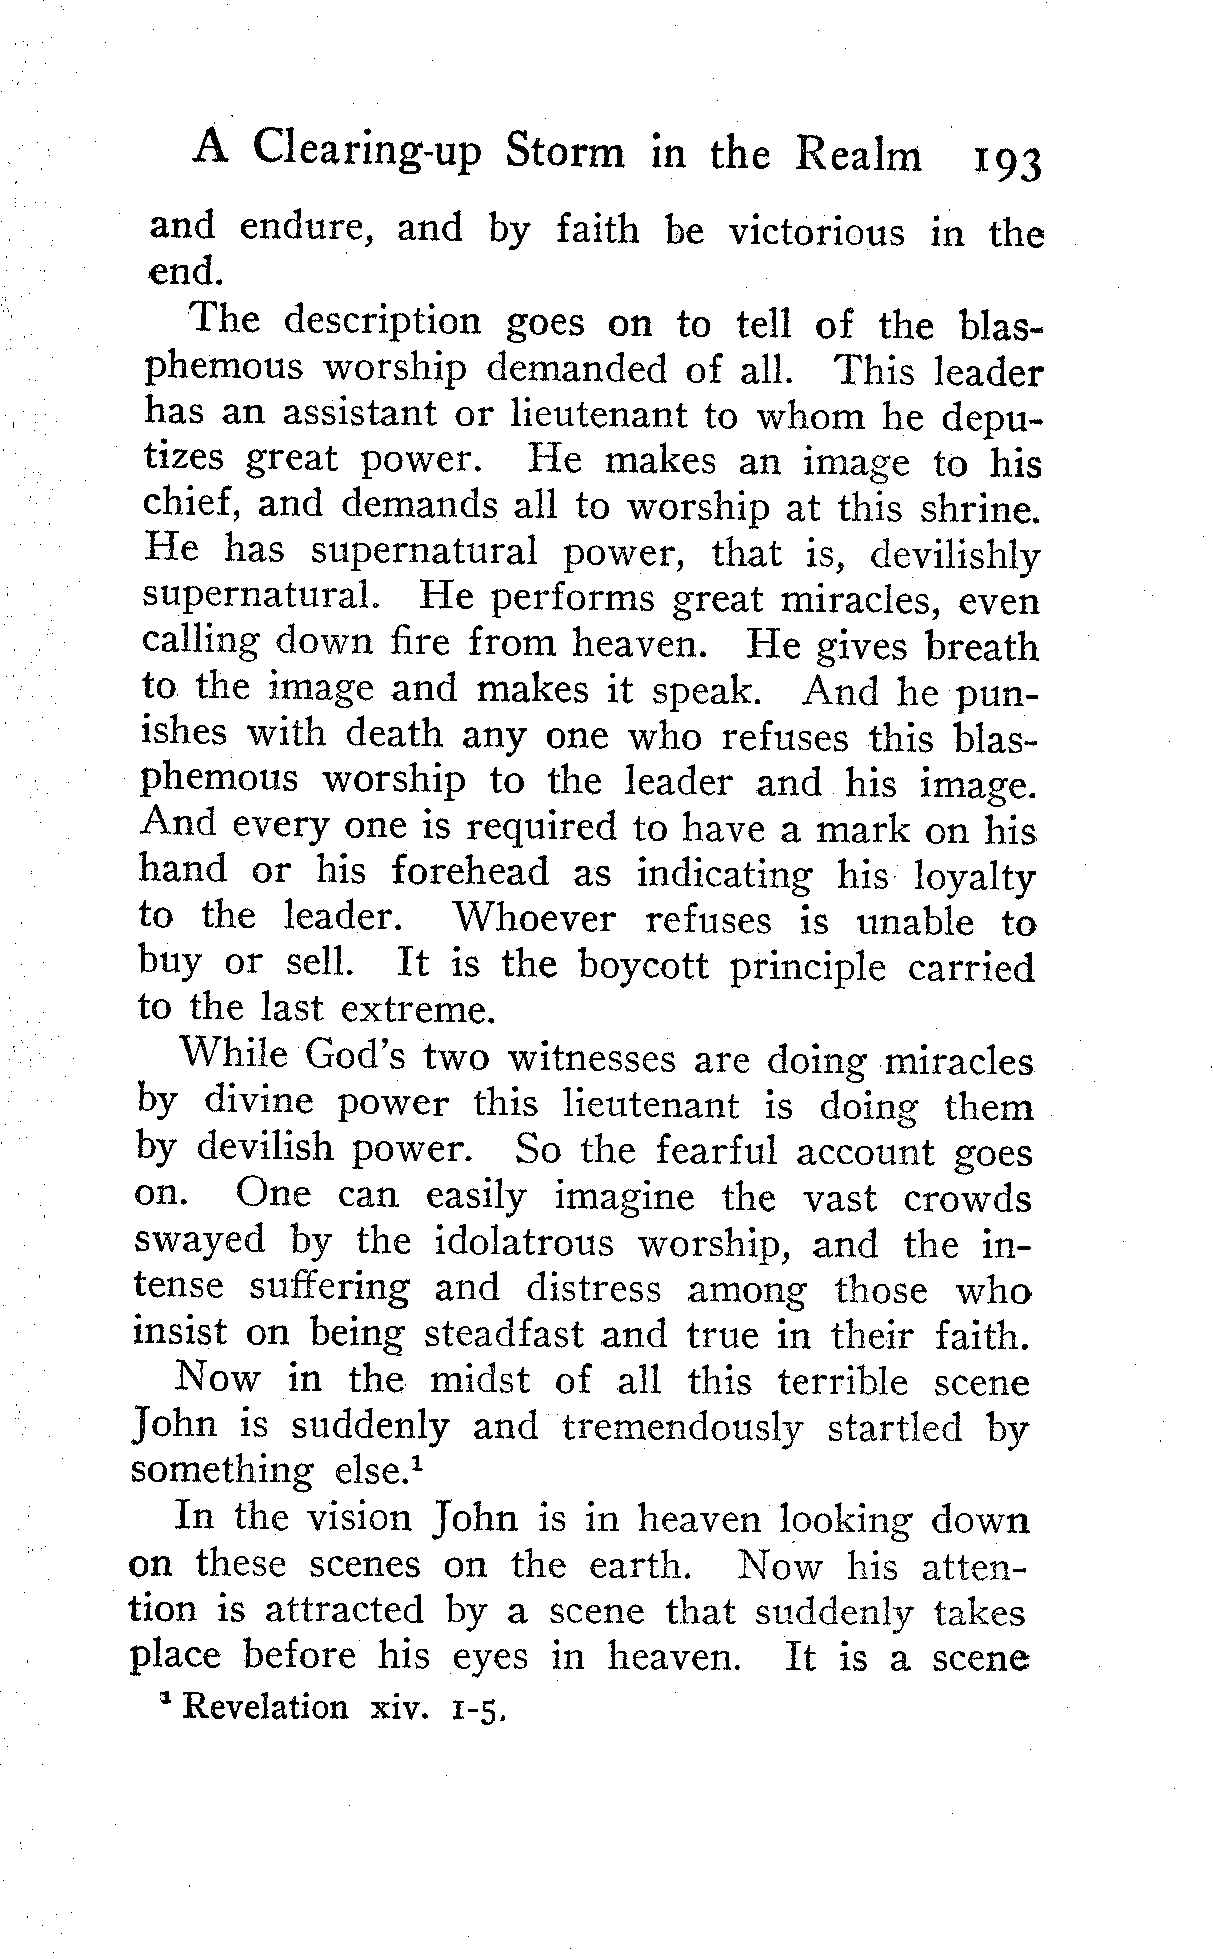 A Clearing-up Storm in the Realm 193
and endure, and by faith be victorious in the
end.
The description goes on to tell of the blas-
phemous worship demanded of all. This leader
has an assistant or lieutenant to whom he depu-
tizes great power. He makes an image to his
chief, and demands all to worship at this shrine.
He has supernatural power, that is, devilishly
supernatural. He performs great miracles, even
calling down fire from heaven. He gives breath
to the image and makes it speak. And he pun-
ishes with death any one who refuses this blas-
phemous worship to the leader and his image.
And every one is required to have a mark on his
hand or his forehead as indicating his loyalty
to the leader. Whoever refuses is unable to
buy or sell. It is the boycott principle carried
to the last extreme.
While God's two witnesses are doing miracles
by divine power this lieutenant is doing them
by devilish power. So the fearful account goes
on. One can easily imagine the vast crowds
swayed by the idolatrous worship, and the in-
tense suffering and distress among those who
insist on being steadfast and true in their faith.
Now in the midst of all this terrible scene
John is suddenly and tremendously startled by
something else.¹
In the vision John is in heaven looking down
on these scenes on the earth. Now his atten-
tion is attracted by a scene that suddenly takes
place before his eyes in heaven. It is a scene
¹ Revelation xiv. 1-5.